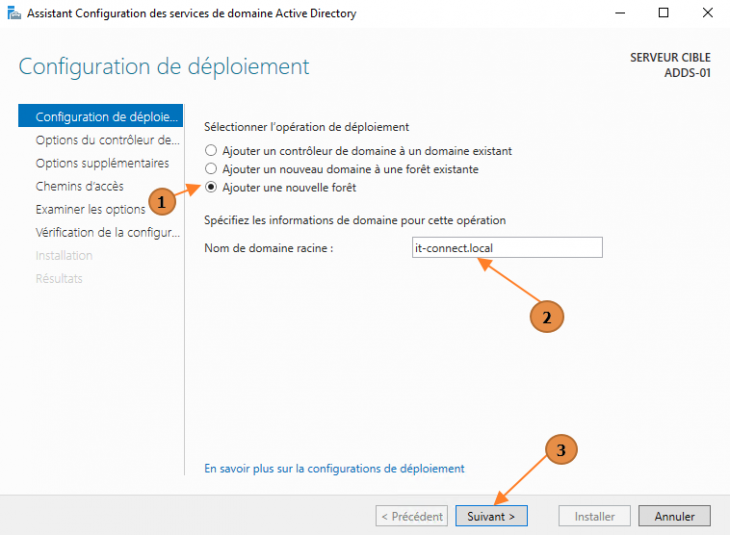 Assistant Configuration des services de domaine Active Directory
Configuration de déploiement
SERVEUR CIBLE
ADDS-01
Configuration de déploie...
Options du contrôleur de...
Options supplémentaires
Chemins d'accès
Examiner les options
Vérification de la configur...
Installation
Résultats
Sélectionner l'opération de déploiement
Ajouter un contrôleur de domaine à un domaine existant
Ajouter un nouveau domaine à une forêt existante
1
Ajouter une nouvelle forêt
Spécifiez les informations de domaine pour cette opération
Nom de domaine racine :
it-connect.local
2
3
En savoir plus sur la configurations de déploiement
< Précédent
Suivant >
Installer
Annuler